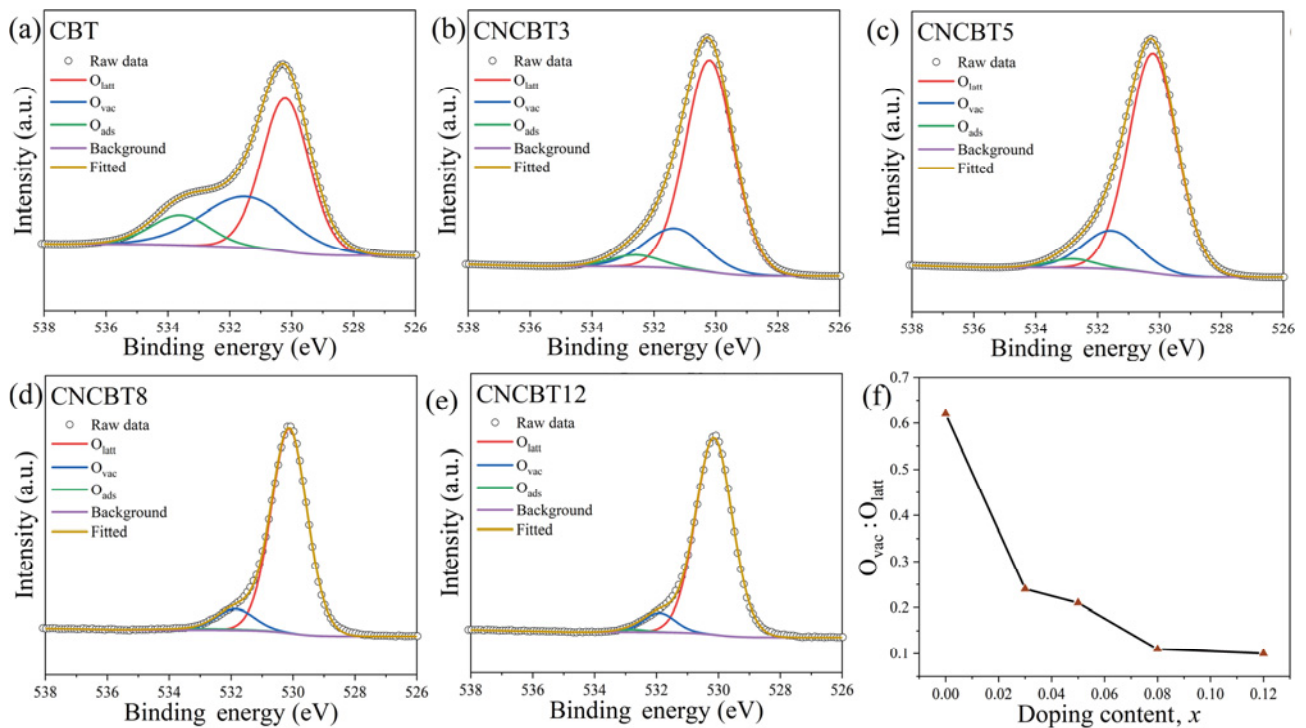 (a) CBT
Raw data
O_latt
O_vac
O_ads
Background
Fitted
Intensity (a.u.)
538 536 534 532 530 528 526
Binding energy (eV)
(b) CNCBT3
Raw data
O_latt
O_vac
O_ads
Background
Fitted
Intensity (a.u.)
538 536 534 532 530 528 526
Binding energy (eV)
(c) CNCBT5
Raw data
O_latt
O_vac
O_ads
Background
Fitted
Intensity (a.u.)
538 536 534 532 530 528 526
Binding energy (eV)
(d) CNCBT8
Raw data
O_latt
O_vac
O_ads
Background
Fitted
Intensity (a.u.)
538 536 534 532 530 528 526
Binding energy (eV)
(e) CNCBT12
Raw data
O_latt
O_vac
O_ads
Background
Fitted
Intensity (a.u.)
538 536 534 532 530 528 526
Binding energy (eV)
(f)
0.7
0.6
0.5
0.4
0.3
0.2
0.1
O_vac : O_latt
0.00 0.02 0.04 0.06 0.08 0.10 0.12
Doping content, x